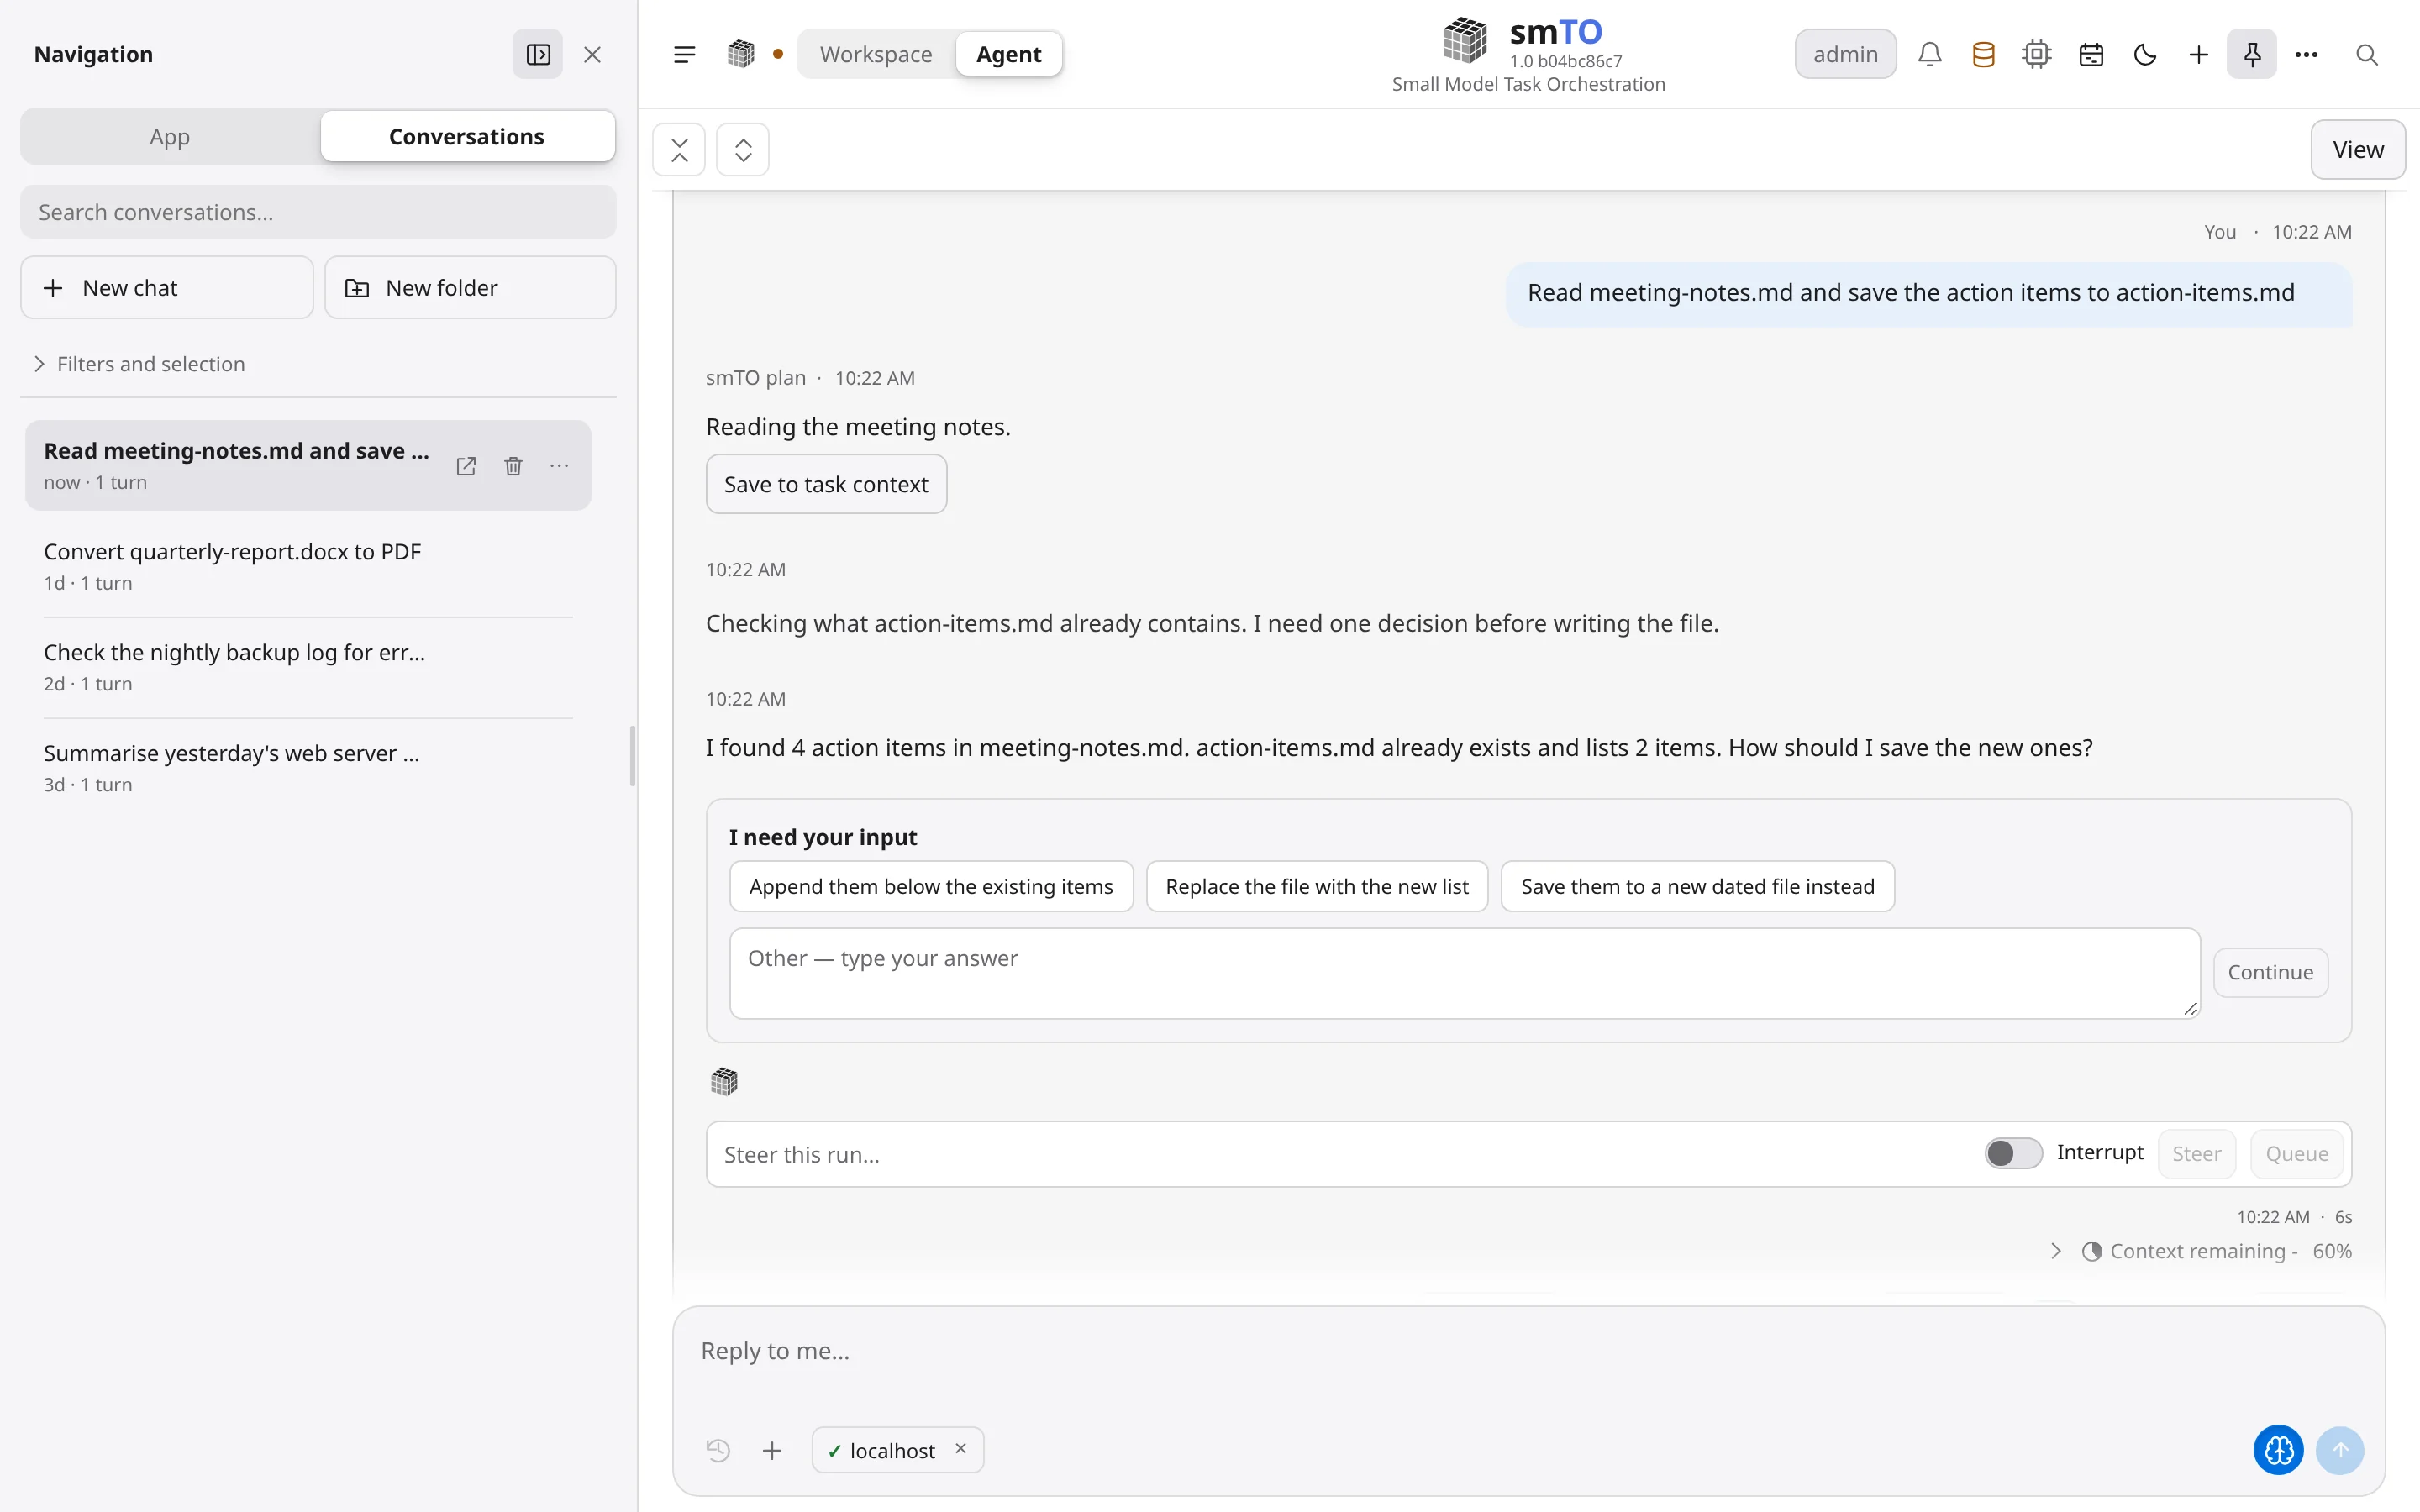 Navigation
App
Conversations
Search conversations...
New chat
New folder
Filters and selection
Read meeting-notes.md and save ...
now · 1 turn
Convert quarterly-report.docx to PDF
1d · 1 turn
Check the nightly backup log for err...
2d · 1 turn
Summarise yesterday's web server ...
3d · 1 turn
Workspace
Agent
smTO
1.0 b04bc86c7
Small Model Task Orchestration
admin
View
You · 10:22 AM
Read meeting-notes.md and save the action items to action-items.md
smTO plan · 10:22 AM
Reading the meeting notes.
Save to task context
10:22 AM
Checking what action-items.md already contains. I need one decision before writing the file.
10:22 AM
I found 4 action items in meeting-notes.md. action-items.md already exists and lists 2 items. How should I save the new ones?
I need your input
Append them below the existing items
Replace the file with the new list
Save them to a new dated file instead
Other — type your answer
Continue
Steer this run...
Interrupt
Steer
Queue
10:22 AM · 6s
Context remaining - 60%
Reply to me...
✓ localhost ×